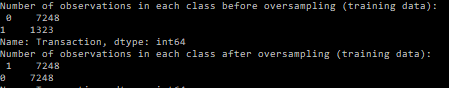 Number of observations in each class before oversampling (training data):
0 7248
1 1323
Name: Transaction, dtype: int64
Number of observations in each class after oversampling (training data):
1 7248
0 7248